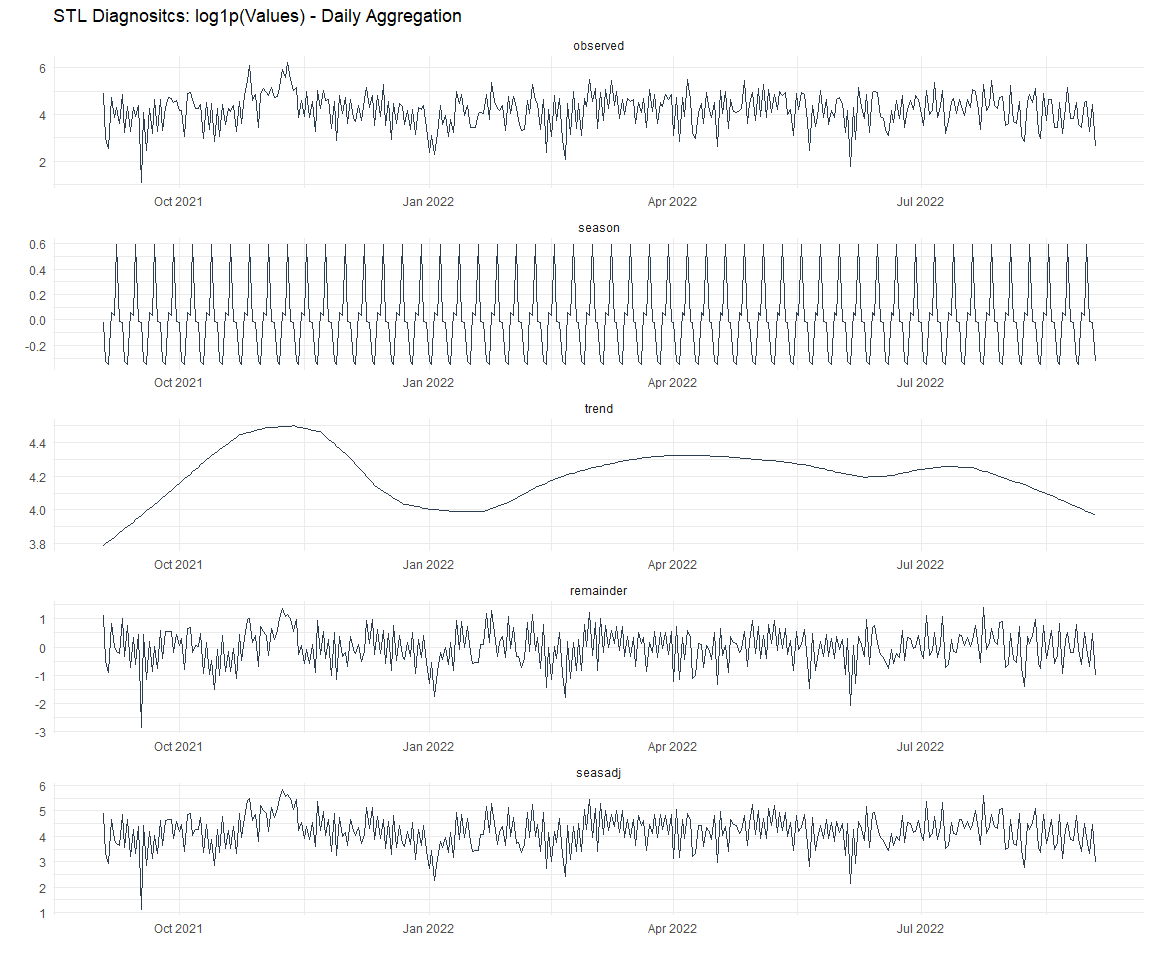 STL Diagnositcs: log1p(Values) - Daily Aggregation
observed
6
4
2
Oct 2021 Jan 2022 Apr 2022 Jul 2022
season
0.6
0.4
0.2
0.0
-0.2
Oct 2021 Jan 2022 Apr 2022 Jul 2022
trend
4.4
4.2
4.0
3.8
Oct 2021 Jan 2022 Apr 2022 Jul 2022
remainder
1
0
-1
-2
-3
Oct 2021 Jan 2022 Apr 2022 Jul 2022
seasadj
6
5
4
3
2
1
Oct 2021 Jan 2022 Apr 2022 Jul 2022